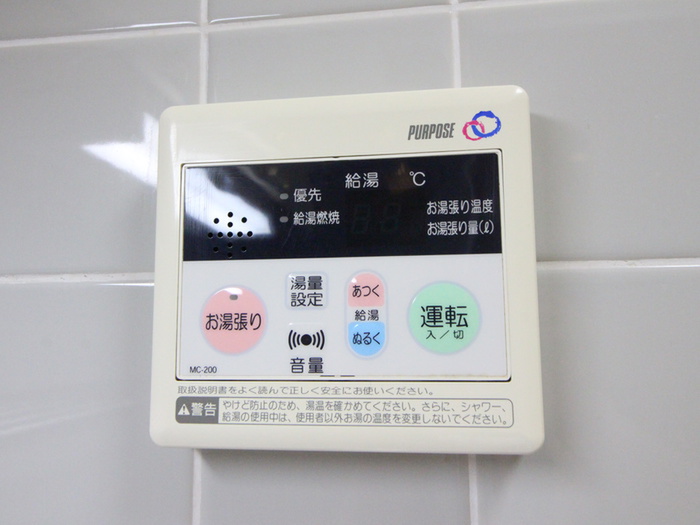 PURPOSE
給湯 ℃
優先
給湯燃焼
お湯張り温度
お湯張り量(ℓ)
お湯張り
湯量
設定
音量
あつく
給湯
ぬるく
運転
入/切
MC-200
取扱説明書をよく読んで正しく安全にお使いください。
警告 やけど防止のため、湯温を確かめてください。さらに、シャワー、
給湯の使用中は、使用者以外お湯の温度を変更しないでください。